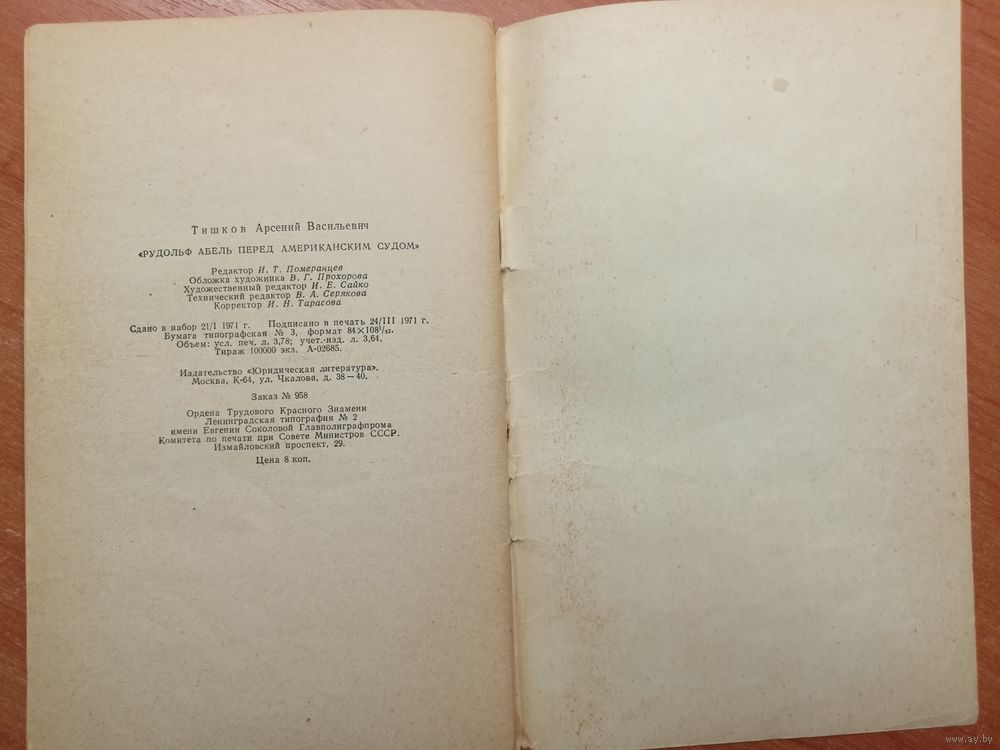 Тишков Арсений Васильевич
«РУДОЛЬФ АБЕЛЬ ПЕРЕД АМЕРИКАНСКИМ СУДОМ»
Редактор И. Т. Померанцев
Обложка художника В. Г. Прохорова
Художественный редактор И. Е. Сайко
Технический редактор В. А. Серякова
Корректор И. Н. Тарасова
Сдано в набор 21/I 1971 г. Подписано в печать 24/III 1971 г.
Бумага типографская № 3, формат 84×108¹/₃₂.
Объем: усл. печ. л. 3,78; учет.-изд. л. 3,64.
Тираж 100000 экз. А-02685.
Издательство «Юридическая литература».
Москва, К-64, ул. Чкалова, д. 38—40.
Заказ № 958
Ордена Трудового Красного Знамени
Ленинградская типография № 2
имени Евгении Соколовой Главполиграфпрома
Комитета по печати при Совете Министров СССР.
Измайловский проспект, 29.
Цена 8 коп.
www.ay.by